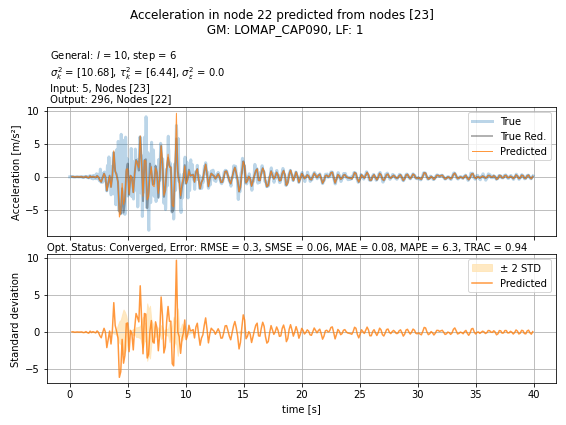 Acceleration in node 22 predicted from nodes [23]
GM: LOMAP_CAP090, LF: 1
General: l = 10, step = 6
σ²ₖ = [10.68], τ²ₖ = [6.44], σ²ε = 0.0
Input: 5, Nodes [23]
Output: 296, Nodes [22]
Acceleration [m/s²]
10
5
0
−5
True
True Red.
Predicted
Opt. Status: Converged, Error: RMSE = 0.3, SMSE = 0.06, MAE = 0.08, MAPE = 6.3, TRAC = 0.94
Standard deviation
10
5
0
−5
± 2 STD
Predicted
0 5 10 15 20 25 30 35 40
time [s]